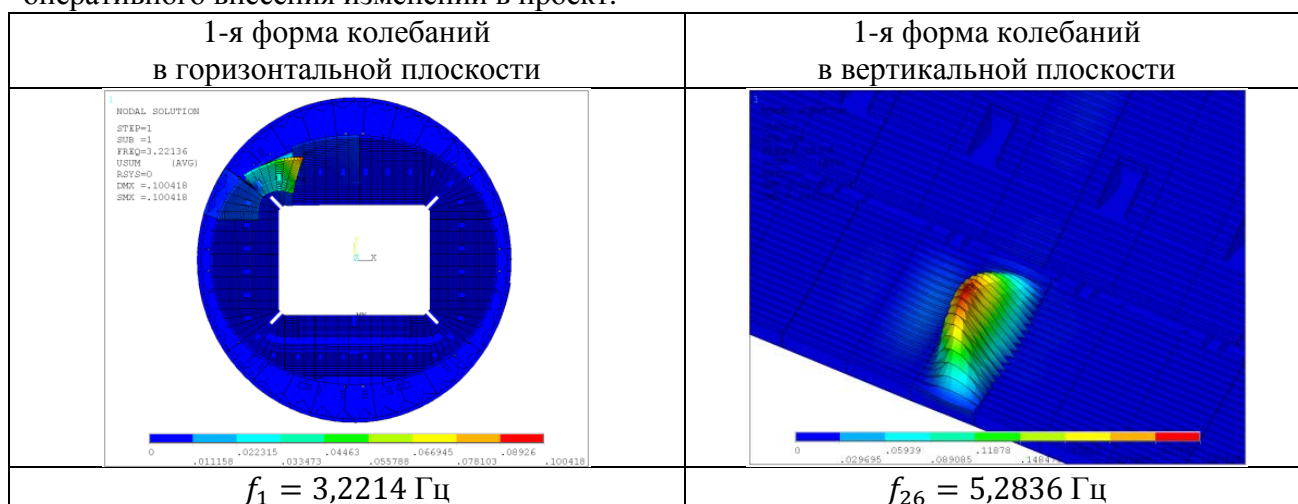 оперативного внесения изменений в проект.
1-я форма колебаний
в горизонтальной плоскости
1-я форма колебаний
в вертикальной плоскости
1
NODAL SOLUTION
STEP=1
SUB =1
FREQ=3.22136
USUM (AVG)
RSYS=0
DMX =.100418
SMX =.100418
X
0 .022315 .04463 .066945 .08926
.011158 .033473 .055788 .078103 .100418
1
0 .05939 .11878
.029695 .089085
f₁ = 3,2214 Гц
f₂₆ = 5,2836 Гц